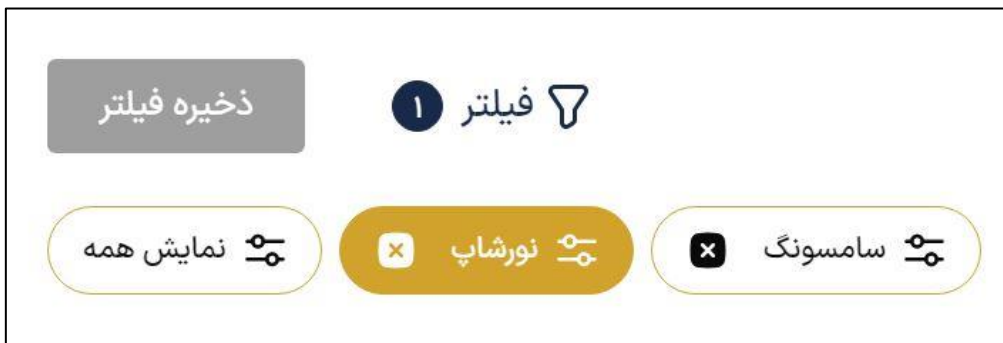 فیلتر ۱ ذخیره فیلتر
سامسونگ نورشاپ نمایش همه